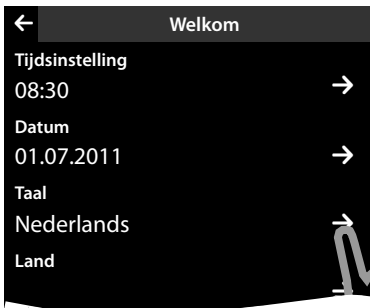 Welkom
Tijdsinstelling
08:30
Datum
01.07.2011
Taal
Nederlands
Land